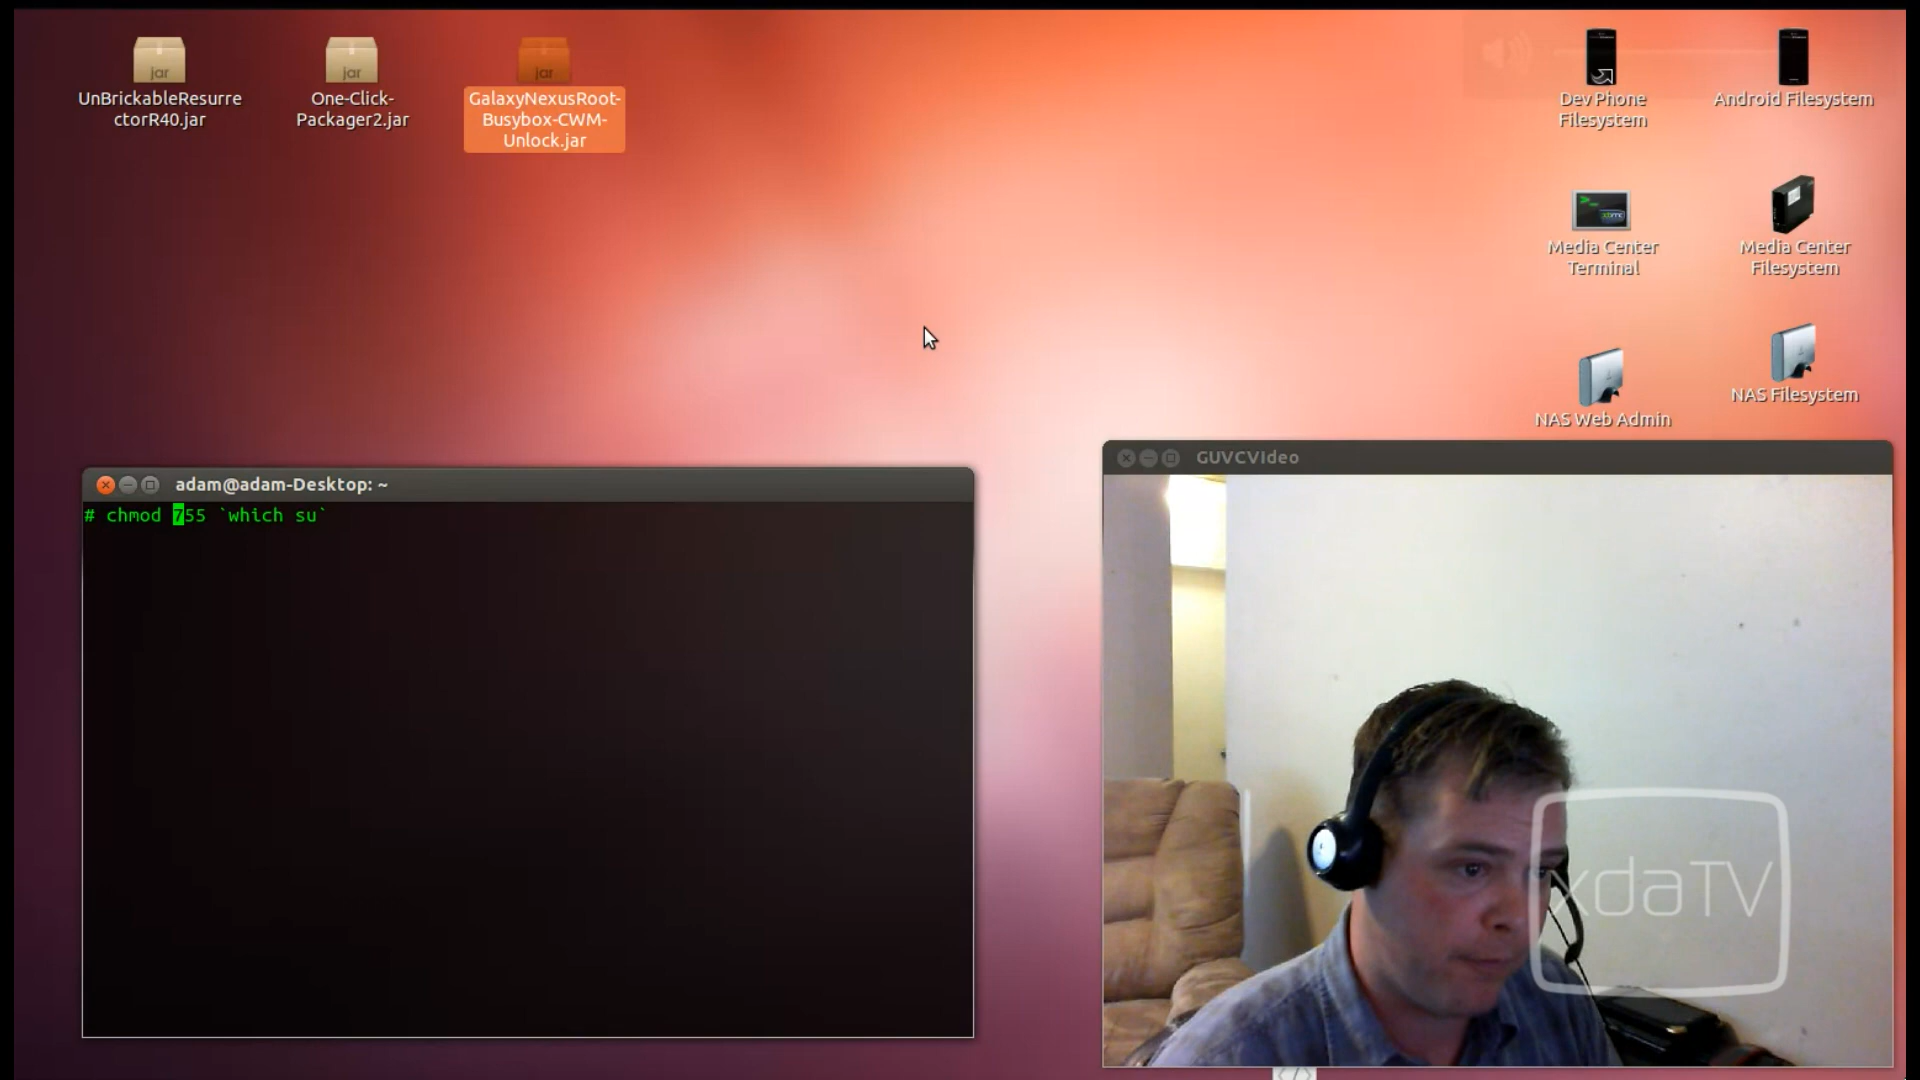 jar
UnBrickableResurre
ctorR40.jar
jar
One-Click-
Packager2.jar
jar
GalaxyNexusRoot-
Busybox-CWM-
Unlock.jar
Dev Phone
Filesystem
Android Filesystem
>_
xbmc
Media Center
Terminal
Media Center
Filesystem
NAS Web Admin
NAS Filesystem
adam@adam-Desktop: ~
# chmod 755 `which su`
GUVCVIdeo
xdaTV